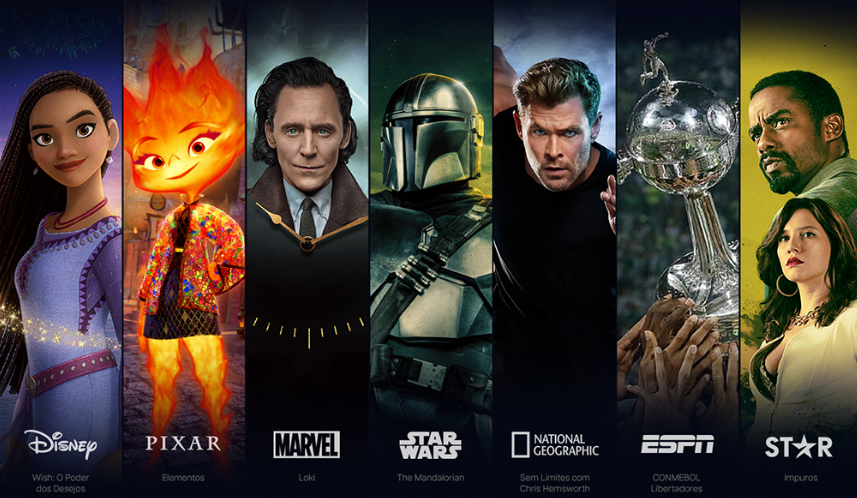 Disney
PIXAR
MARVEL
STAR
WARS
NATIONAL
GEOGRAPHIC
ESPN
STAR
Wish: O Poder
dos Desejos
Elementos
Loki
The Mandalorian
Sem Limites com
Chris Hemsworth
CONMEBOL
Libertadores
Impuros